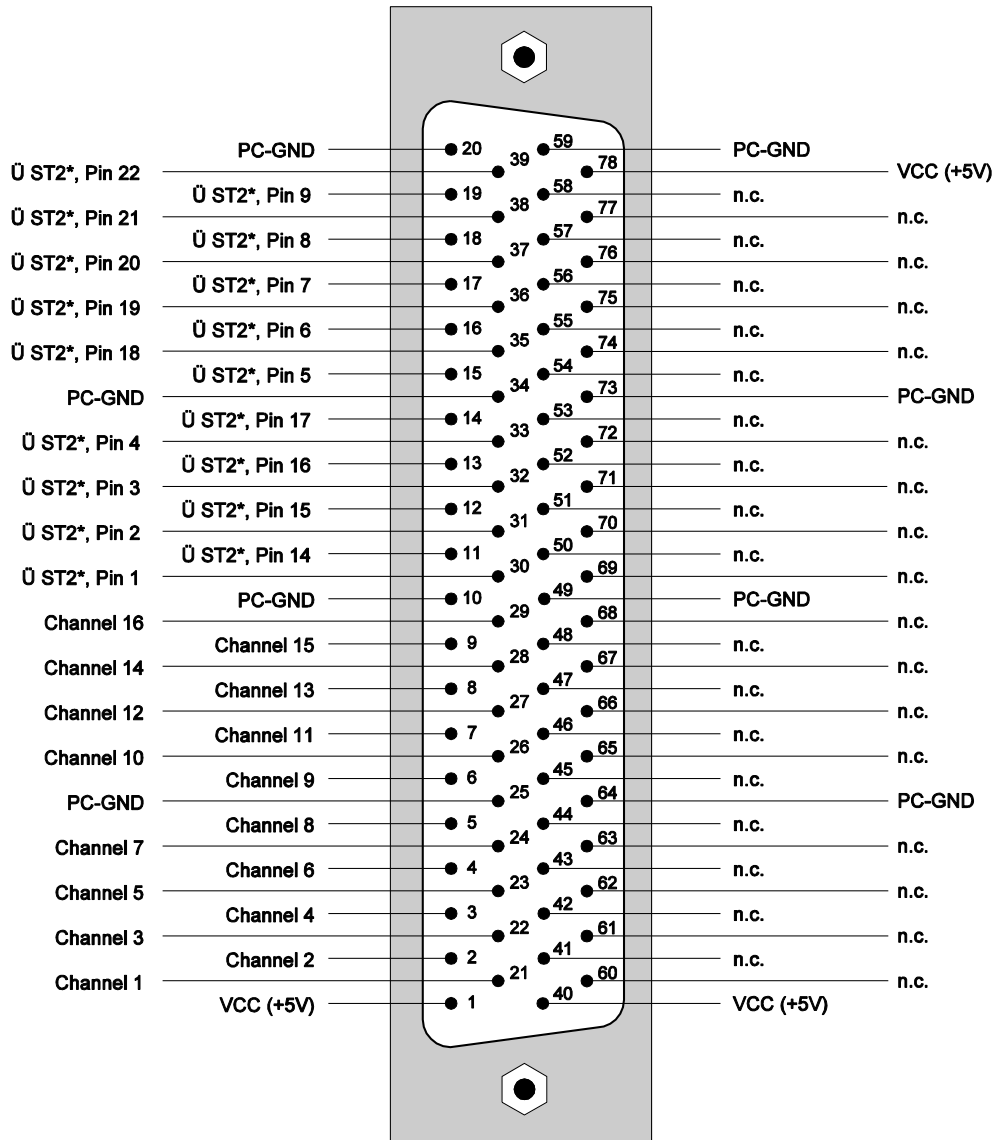 PC-GND 20 59 PC-GND
Ü ST2*, Pin 22 39 78 VCC (+5V)
Ü ST2*, Pin 9 19 58 n.c.
Ü ST2*, Pin 21 38 77 n.c.
Ü ST2*, Pin 8 18 57 n.c.
Ü ST2*, Pin 20 37 76 n.c.
Ü ST2*, Pin 7 17 56 n.c.
Ü ST2*, Pin 19 36 75 n.c.
Ü ST2*, Pin 6 16 55 n.c.
Ü ST2*, Pin 18 35 74 n.c.
Ü ST2*, Pin 5 15 54 n.c.
PC-GND 34 73 PC-GND
Ü ST2*, Pin 17 14 53 n.c.
Ü ST2*, Pin 4 33 72 n.c.
Ü ST2*, Pin 16 13 52 n.c.
Ü ST2*, Pin 3 32 71 n.c.
Ü ST2*, Pin 15 12 51 n.c.
Ü ST2*, Pin 2 31 70 n.c.
Ü ST2*, Pin 14 11 50 n.c.
Ü ST2*, Pin 1 30 69 n.c.
PC-GND 10 49 PC-GND
Channel 16 29 68 n.c.
Channel 15 9 48 n.c.
Channel 14 28 67 n.c.
Channel 13 8 47 n.c.
Channel 12 27 66 n.c.
Channel 11 7 46 n.c.
Channel 10 26 65 n.c.
Channel 9 6 45 n.c.
PC-GND 25 64 PC-GND
Channel 8 5 44 n.c.
Channel 7 24 63 n.c.
Channel 6 4 43 n.c.
Channel 5 23 62 n.c.
Channel 4 3 42 n.c.
Channel 3 22 61 n.c.
Channel 2 2 41 n.c.
Channel 1 21 60 n.c.
VCC (+5V) 1 40 VCC (+5V)